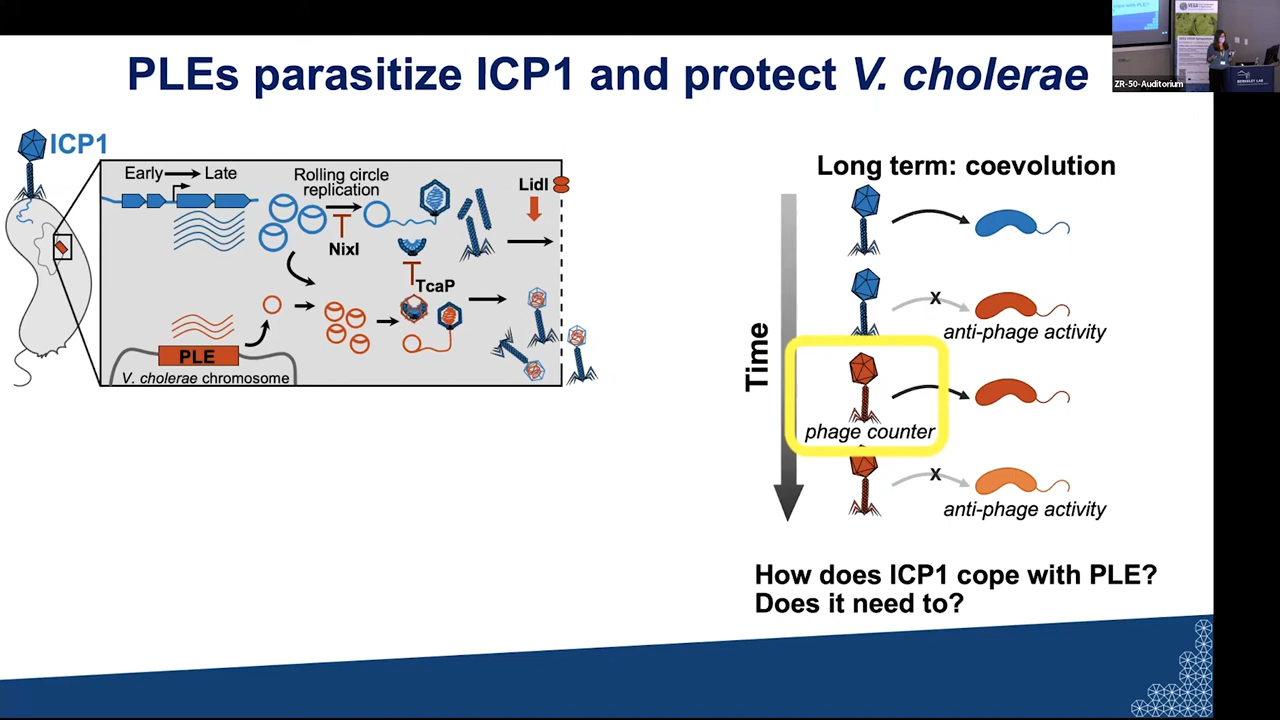 PLEs parasitize ICP1 and protect V. cholerae
ZR-50-Auditorium
ICP1
Early
Late
Rolling circle
replication
LidI
NixI
TcaP
PLE
V. cholerae chromosome
Long term: coevolution
Time
anti-phage activity
phage counter
anti-phage activity
x
x
How does ICP1 cope with PLE?
Does it need to?